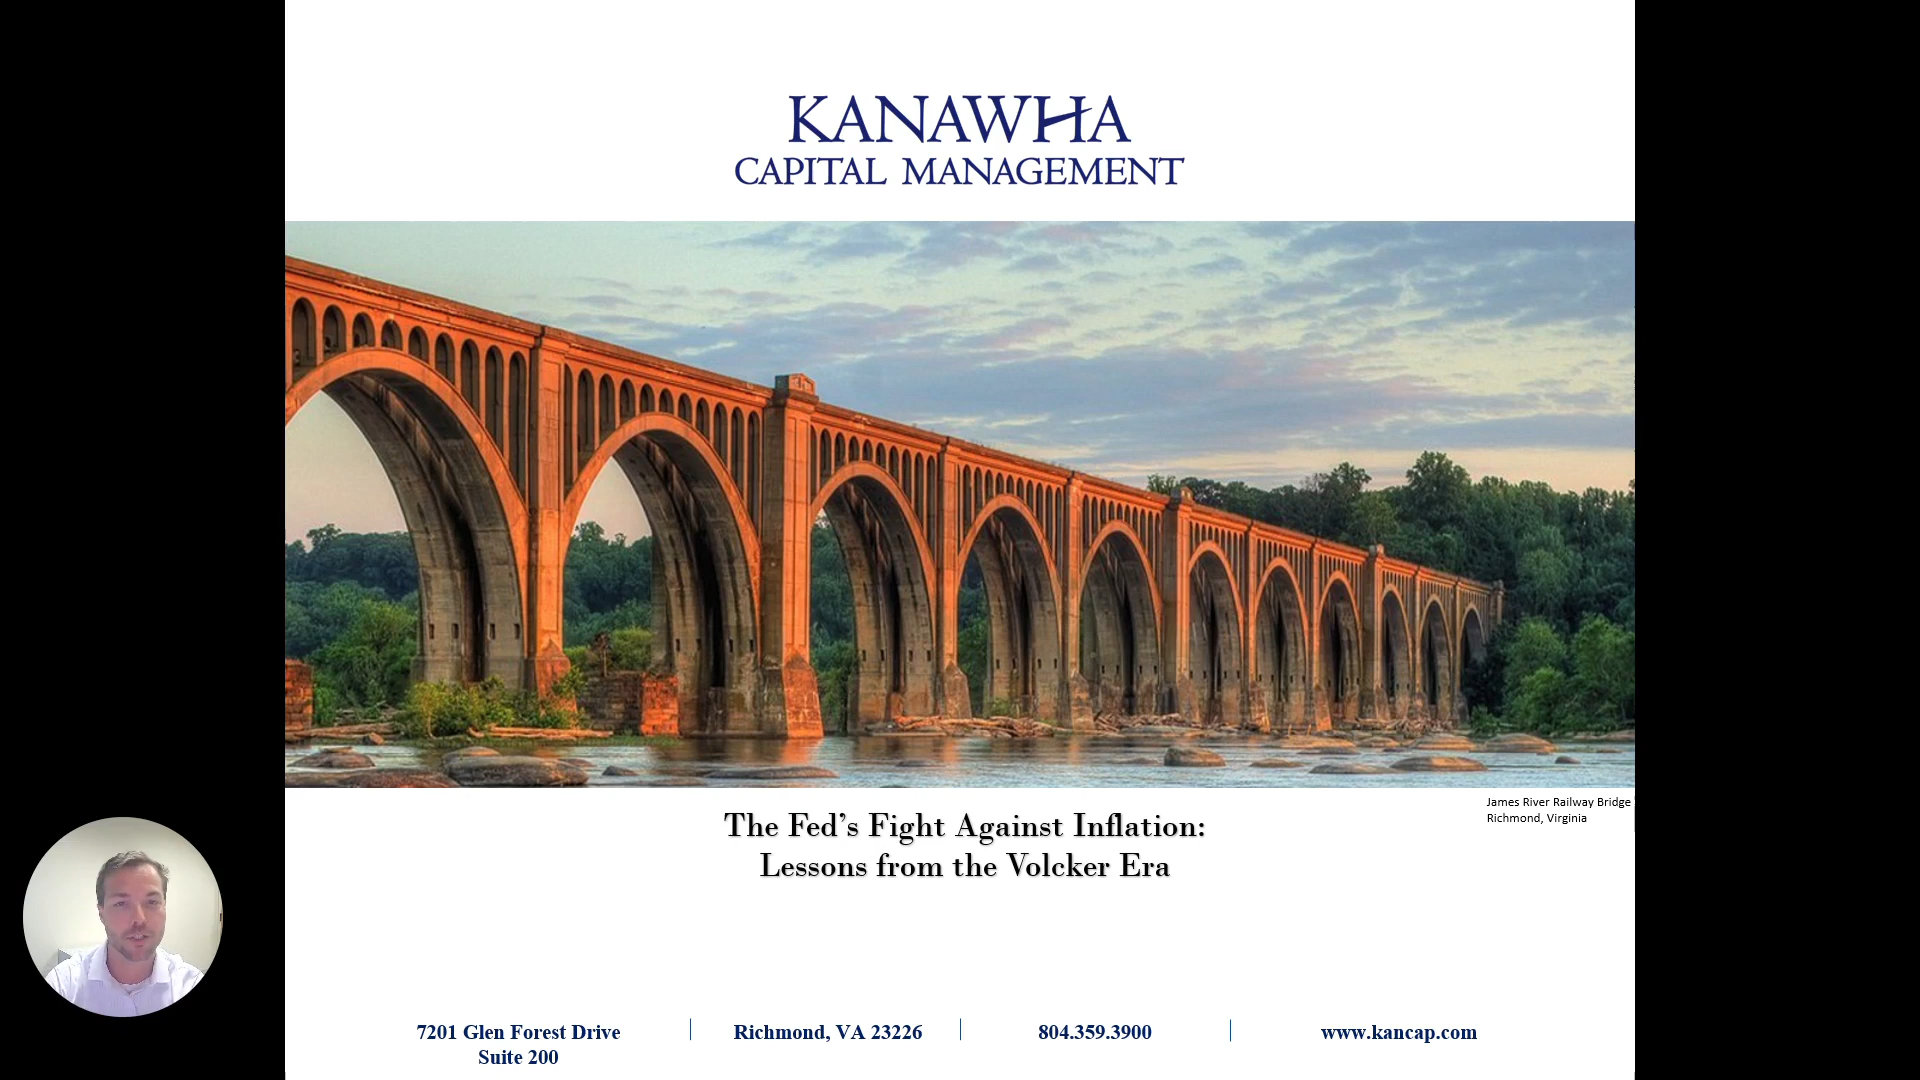 KANAWHA
CAPITAL MANAGEMENT
James River Railway Bridge
Richmond, Virginia
The Fed’s Fight Against Inflation:
Lessons from the Volcker Era
7201 Glen Forest Drive
Suite 200
Richmond, VA 23226
804.359.3900
www.kancap.com